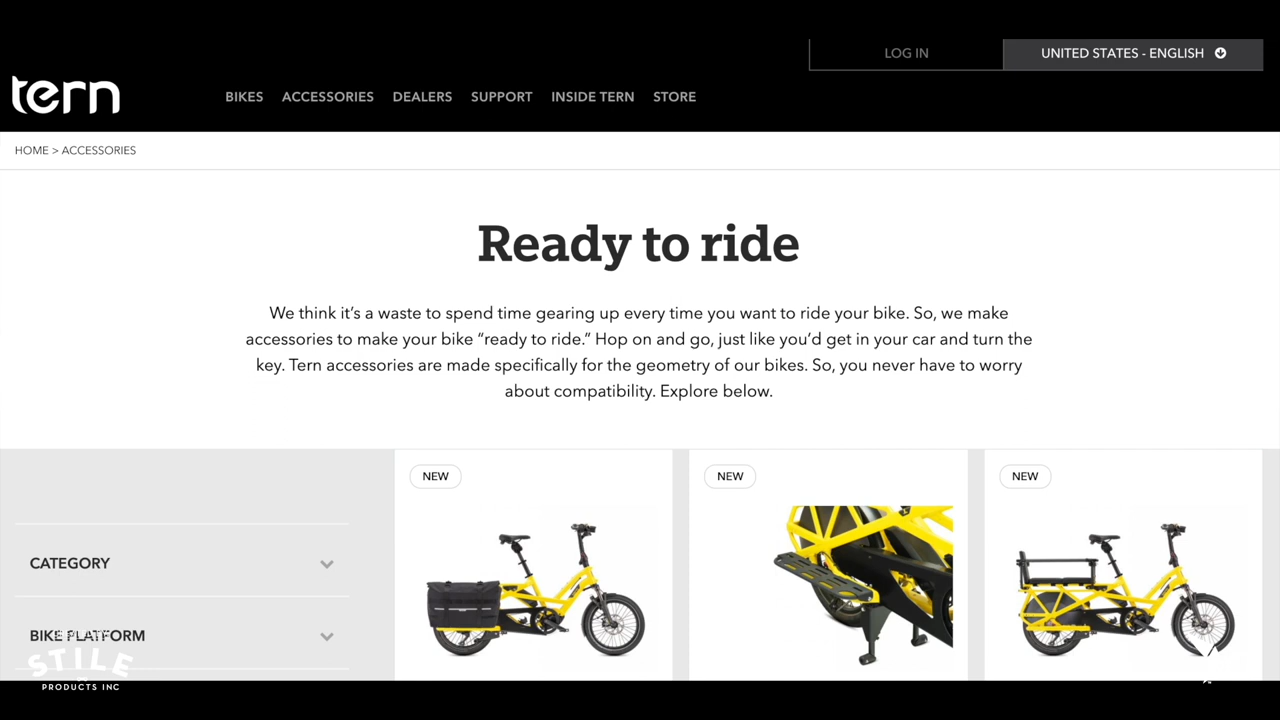 LOG IN
UNITED STATES - ENGLISH
tern
BIKES ACCESSORIES DEALERS SUPPORT INSIDE TERN STORE
HOME > ACCESSORIES
Ready to ride
We think it’s a waste to spend time gearing up every time you want to ride your bike. So, we make
accessories to make your bike “ready to ride.” Hop on and go, just like you’d get in your car and turn the
key. Tern accessories are made specifically for the geometry of our bikes. So, you never have to worry
about compatibility. Explore below.
NEW NEW NEW
CATEGORY
BIKE PLATFORM
STILE
PRODUCTS INC